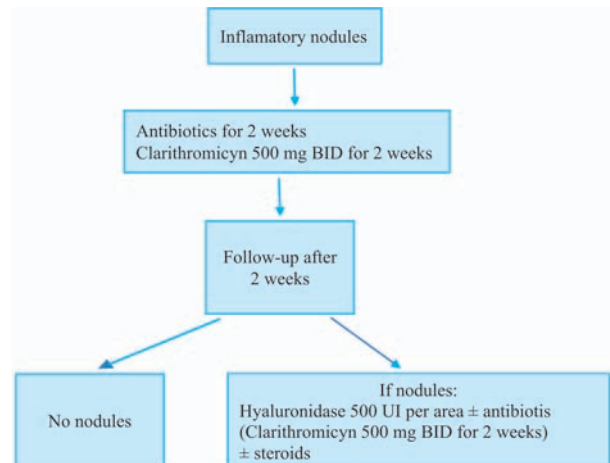 Inflamatory nodules
Antibiotics for 2 weeks
Clarithromicyn 500 mg BID for 2 weeks
Follow-up after
2 weeks
No nodules
If nodules:
Hyaluronidase 500 UI per area ± antibiotis
(Clarithromicyn 500 mg BID for 2 weeks)
± steroids